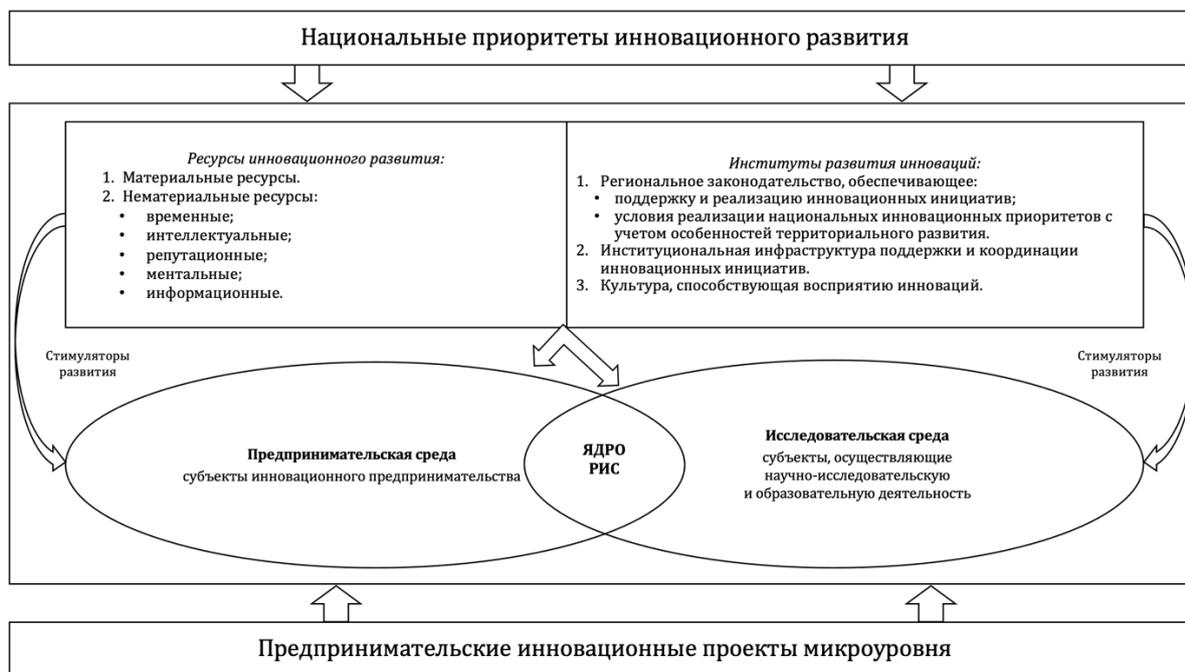 Национальные приоритеты инновационного развития
Ресурсы инновационного развития:
1. Материальные ресурсы.
2. Нематериальные ресурсы:
• временные;
• интеллектуальные;
• репутационные;
• ментальные;
• информационные.
Институты развития инноваций:
1. Региональное законодательство, обеспечивающее:
• поддержку и реализацию инновационных инициатив;
• условия реализации национальных инновационных приоритетов с
учетом особенностей территориального развития.
2. Институциональная инфраструктура поддержки и координации
инновационных инициатив.
3. Культура, способствующая восприятию инноваций.
Стимуляторы
развития
Стимуляторы
развития
Предпринимательская среда
субъекты инновационного предпринимательства
ЯДРО
РИС
Исследовательская среда
субъекты, осуществляющие
научно-исследовательскую
и образовательную деятельность
Предпринимательские инновационные проекты микроуровня